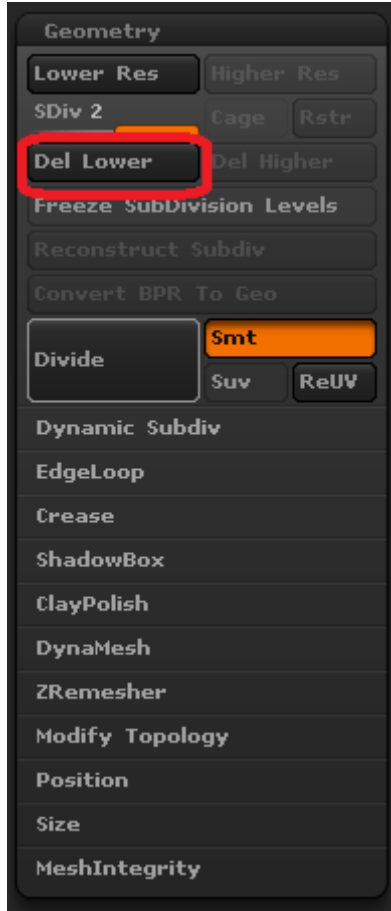 Geometry
Lower Res Higher Res
SDiv 2 Cage Rstr
Del Lower Del Higher
Freeze SubDivision Levels
Reconstruct Subdiv
Convert BPR To Geo
Divide Smt
Suv ReUV
Dynamic Subdiv
EdgeLoop
Crease
ShadowBox
ClayPolish
DynaMesh
ZRemesher
Modify Topology
Position
Size
MeshIntegrity